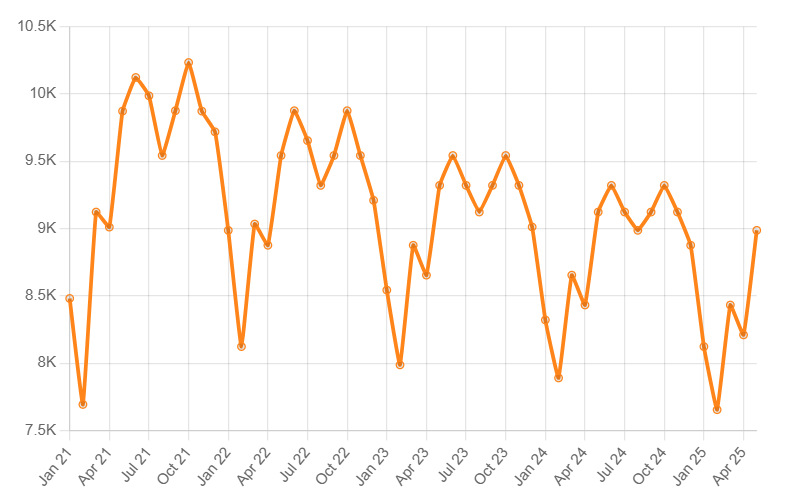 10.5K
10K
9.5K
9K
8.5K
8K
7.5K
Jan 21
Apr 21
Jul 21
Oct 21
Jan 22
Apr 22
Jul 22
Oct 22
Jan 23
Apr 23
Jul 23
Oct 23
Jan 24
Apr 24
Jul 24
Oct 24
Jan 25
Apr 25